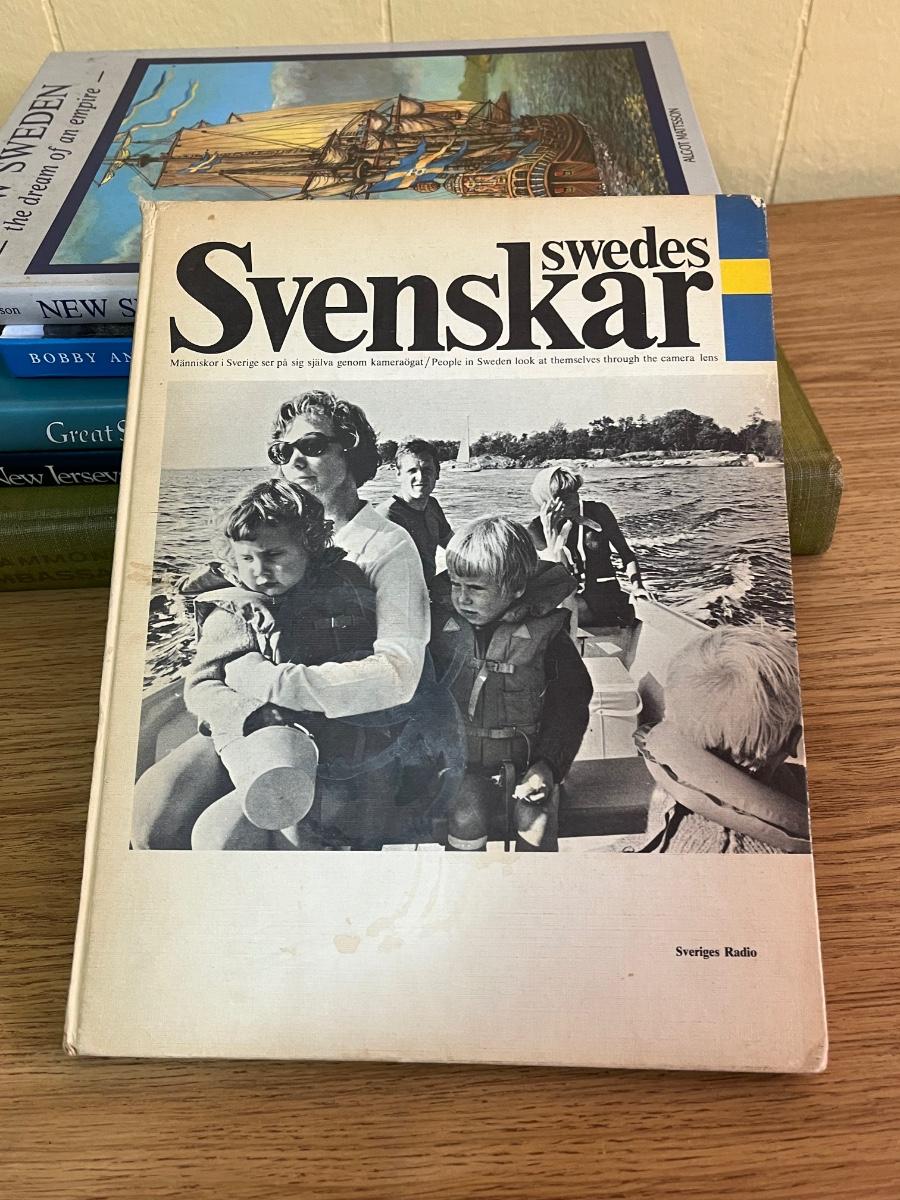 SWEDEN
— the dream of an empire —
ALGOT MATTSSON
NEW
BOBBY
Great
New Jersey
swedes
Svenskar
Människor i Sverige ser på sig själva genom kameraögat/People in Sweden look at themselves through the camera lens
Sveriges Radio